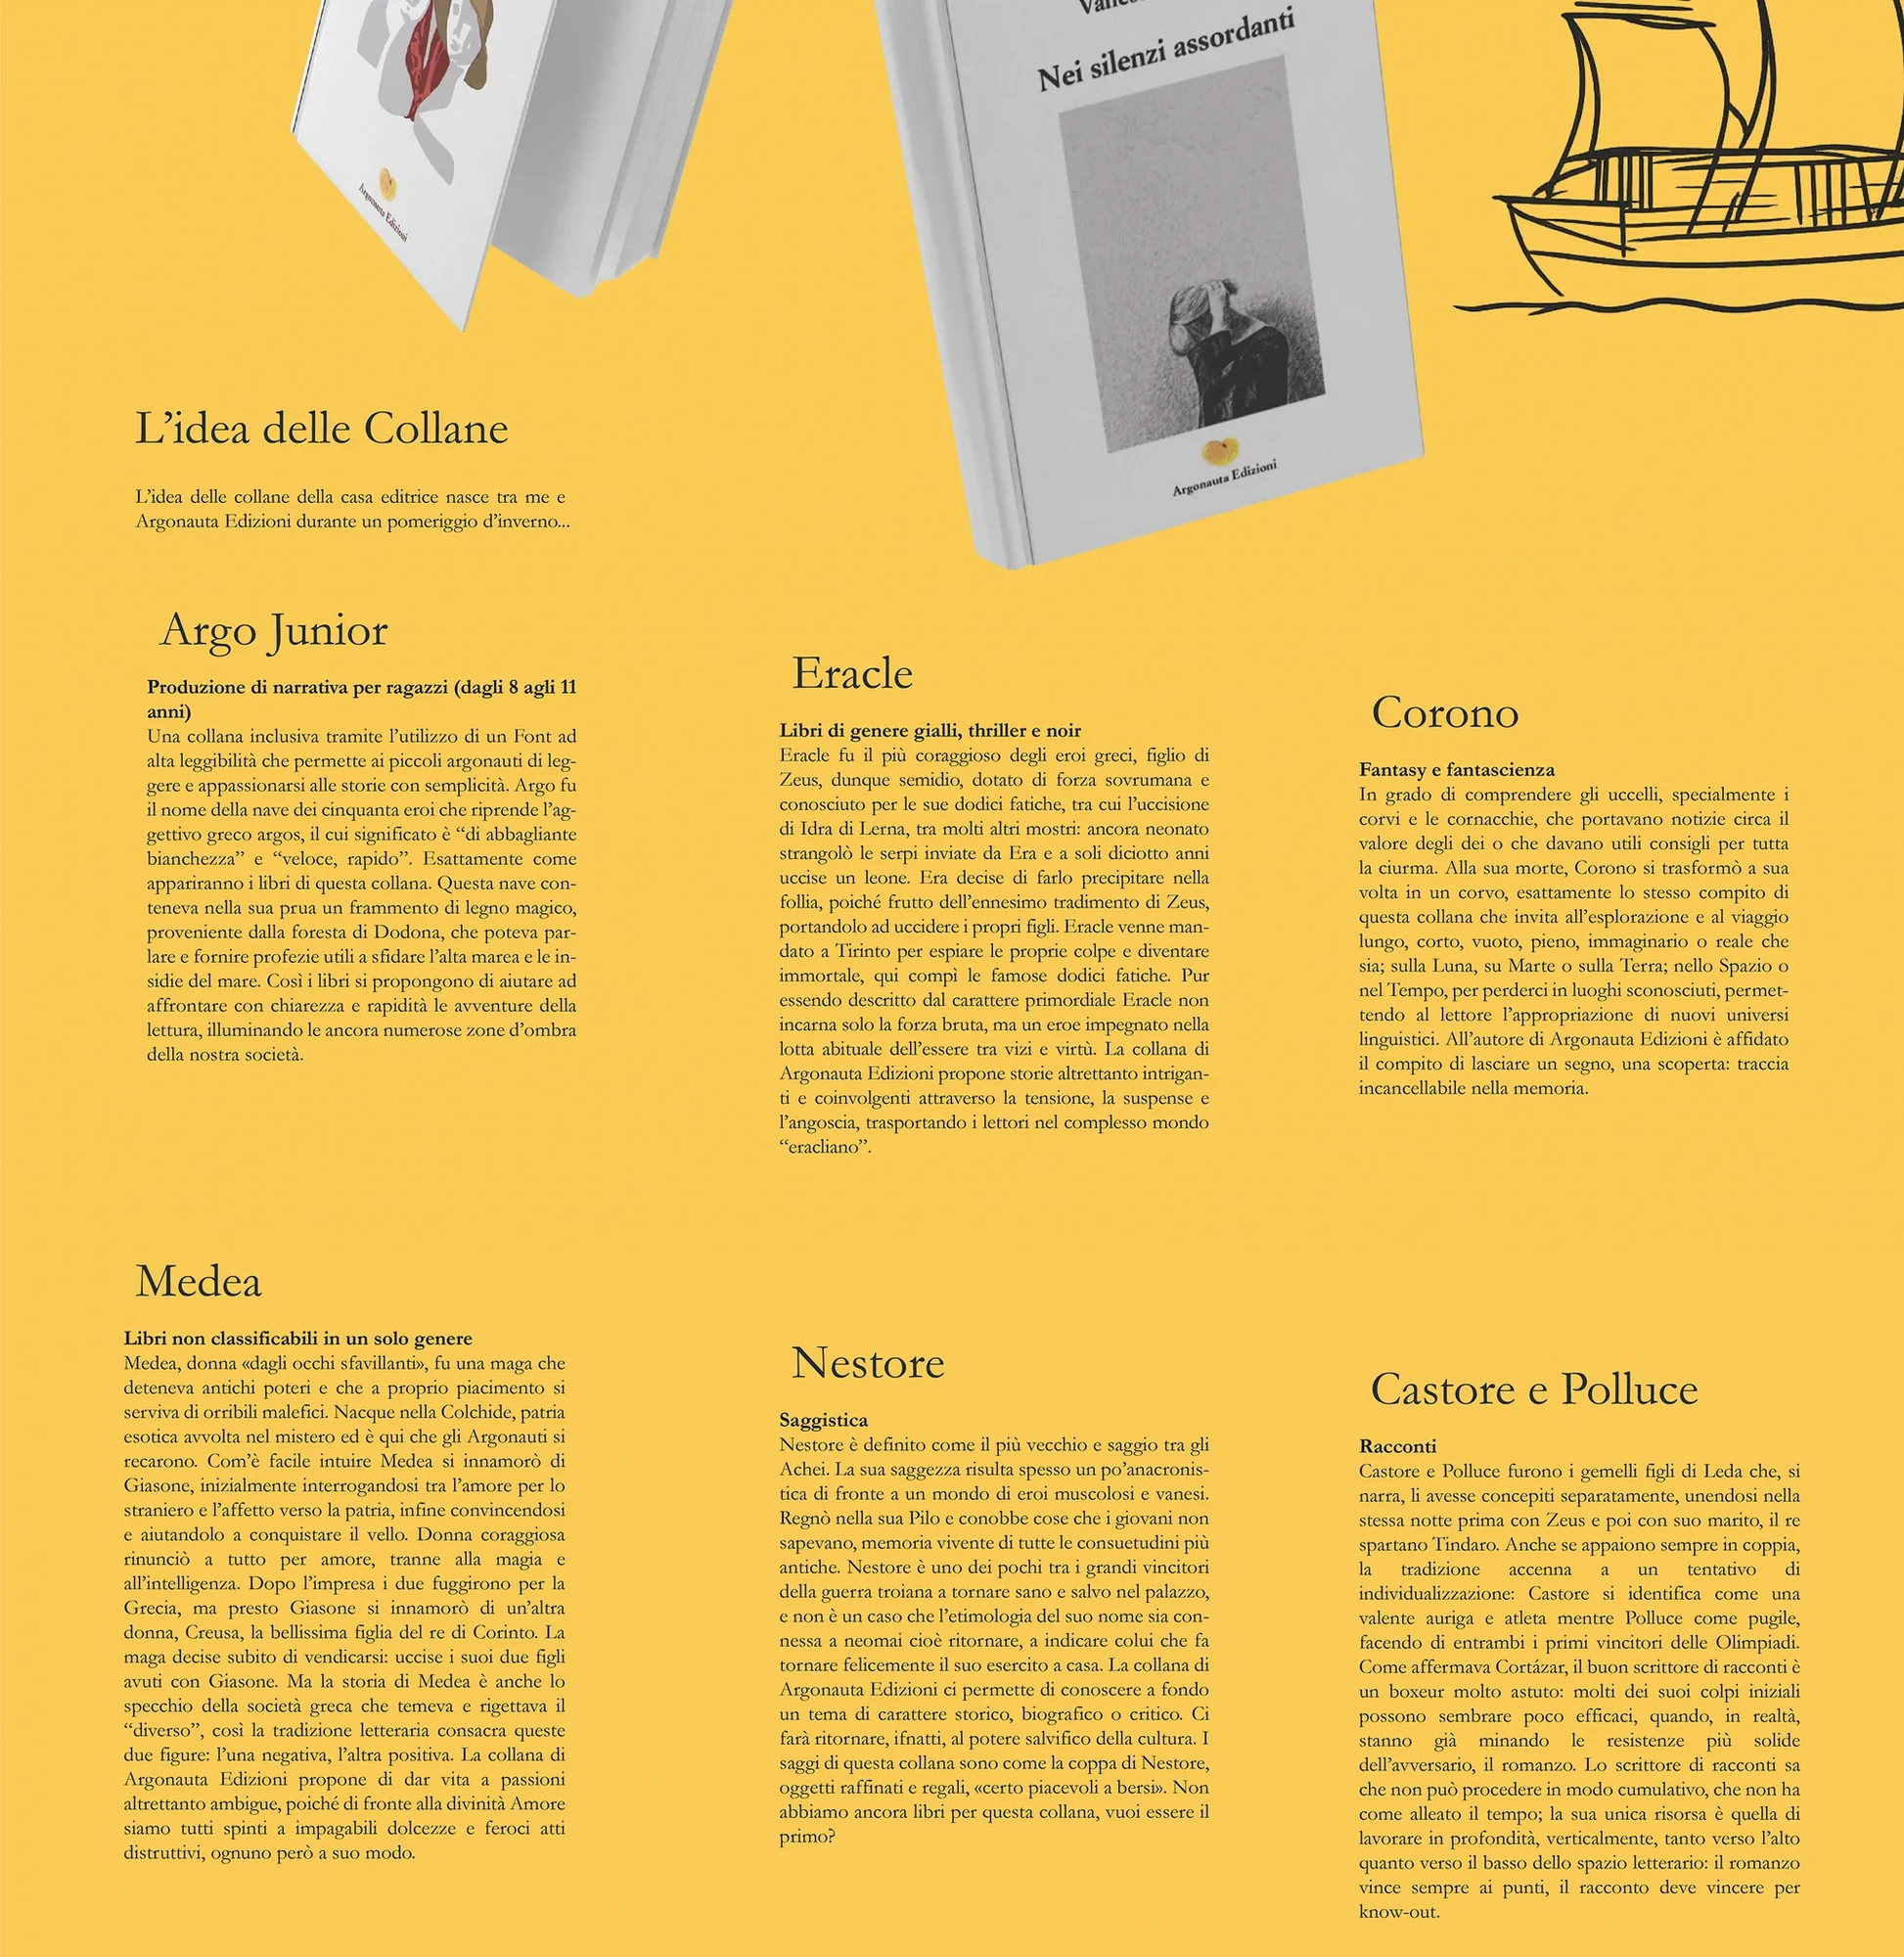 Nei silenzi assordanti
Argonauta Edizioni
Argonauta Edizioni
L’idea delle Collane
L’idea delle collane della casa editrice nasce tra me e
Argonauta Edizioni durante un pomeriggio d’inverno...
Argo Junior
Produzione di narrativa per ragazzi (dagli 8 agli 11
anni)
Una collana inclusiva tramite l’utilizzo di un Font ad
alta leggibilità che permette ai piccoli argonauti di leg-
gere e appassionarsi alle storie con semplicità. Argo fu
il nome della nave dei cinquanta eroi che riprende l’ag-
gettivo greco argos, il cui significato è “di abbagliante
bianchezza” e “veloce, rapido”. Esattamente come
appariranno i libri di questa collana. Questa nave con-
teneva nella sua prua un frammento di legno magico,
proveniente dalla foresta di Dodona, che poteva par-
lare e fornire profezie utili a sfidare l’alta marea e le in-
sidie del mare. Così i libri si propongono di aiutare ad
affrontare con chiarezza e rapidità le avventure della
lettura, illuminando le ancora numerose zone d’ombra
della nostra società.
Eracle
Libri di genere gialli, thriller e noir
Eracle fu il più coraggioso degli eroi greci, figlio di
Zeus, dunque semidio, dotato di forza sovrumana e
conosciuto per le sue dodici fatiche, tra cui l’uccisione
di Idra di Lerna, tra molti altri mostri: ancora neonato
strangolò le serpi inviate da Era e a soli diciotto anni
uccise un leone. Era decise di farlo precipitare nella
follia, poiché frutto dell’ennesimo tradimento di Zeus,
portandolo ad uccidere i propri figli. Eracle venne man-
dato a Tirinto per espiare le proprie colpe e diventare
immortale, qui compì le famose dodici fatiche. Pur
essendo descritto dal carattere primordiale Eracle non
incarna solo la forza bruta, ma un eroe impegnato nella
lotta abituale dell’essere tra vizi e virtù. La collana di
Argonauta Edizioni propone storie altrettanto intrigan-
ti e coinvolgenti attraverso la tensione, la suspense e
l’angoscia, trasportando i lettori nel complesso mondo
“eracliano”.
Corono
Fantasy e fantascienza
In grado di comprendere gli uccelli, specialmente i
corvi e le cornacchie, che portavano notizie circa il
valore degli dei o che davano utili consigli per tutta
la ciurma. Alla sua morte, Corono si trasformò a sua
volta in un corvo, esattamente lo stesso compito di
questa collana che invita all’esplorazione e al viaggio
lungo, corto, vuoto, pieno, immaginario o reale che
sia; sulla Luna, su Marte o sulla Terra; nello Spazio o
nel Tempo, per perderci in luoghi sconosciuti, permet-
tendo al lettore l’appropriazione di nuovi universi
linguistici. All’autore di Argonauta Edizioni è affidato
il compito di lasciare un segno, una scoperta: traccia
incancellabile nella memoria.
Medea
Libri non classificabili in un solo genere
Medea, donna «dagli occhi sfavillanti», fu una maga che
deteneva antichi poteri e che a proprio piacimento si
serviva di orribili malefici. Nacque nella Colchide, patria
esotica avvolta nel mistero ed è qui che gli Argonauti si
recarono. Com’è facile intuire Medea si innamorò di
Giasone, inizialmente interrogandosi tra l’amore per lo
straniero e l’affetto verso la patria, infine convincendosi
e aiutandolo a conquistare il vello. Donna coraggiosa
rinunciò a tutto per amore, tranne alla magia e
all’intelligenza. Dopo l’impresa i due fuggirono per la
Grecia, ma presto Giasone si innamorò di un’altra
donna, Creusa, la bellissima figlia del re di Corinto. La
maga decise subito di vendicarsi: uccise i suoi due figli
avuti con Giasone. Ma la storia di Medea è anche lo
specchio della società greca che temeva e rigettava il
“diverso”, così la tradizione letteraria consacra queste
due figure: l’una negativa, l’altra positiva. La collana di
Argonauta Edizioni propone di dar vita a passioni
altrettanto ambigue, poiché di fronte alla divinità Amore
siamo tutti spinti a impagabili dolcezze e feroci atti
distruttivi, ognuno però a suo modo.
Nestore
Saggistica
Nestore è definito come il più vecchio e saggio tra gli
Achei. La sua saggezza risulta spesso un po’anacronis-
tica di fronte a un mondo di eroi muscolosi e vanesi.
Regnò nella sua Pilo e conobbe cose che i giovani non
sapevano, memoria vivente di tutte le consuetudini più
antiche. Nestore è uno dei pochi tra i grandi vincitori
della guerra troiana a tornare sano e salvo nel palazzo,
e non è un caso che l’etimologia del suo nome sia con-
nessa a neomai cioè ritornare, a indicare colui che fa
tornare felicemente il suo esercito a casa. La collana di
Argonauta Edizioni ci permette di conoscere a fondo
un tema di carattere storico, biografico o critico. Ci
farà ritornare, ifnatti, al potere salvifico della cultura. I
saggi di questa collana sono come la coppa di Nestore,
oggetti raffinati e regali, «certo piacevoli a bersi». Non
abbiamo ancora libri per questa collana, vuoi essere il
primo?
Castore e Polluce
Racconti
Castore e Polluce furono i gemelli figli di Leda che, si
narra, li avesse concepiti separatamente, unendosi nella
stessa notte prima con Zeus e poi con suo marito, il re
spartano Tindaro. Anche se appaiono sempre in coppia,
la tradizione accenna a un tentativo di
individualizzazione: Castore si identifica come una
valente auriga e atleta mentre Polluce come pugile,
facendo di entrambi i primi vincitori delle Olimpiadi.
Come affermava Cortázar, il buon scrittore di racconti è
un boxeur molto astuto: molti dei suoi colpi iniziali
possono sembrare poco efficaci, quando, in realtà,
stanno già minando le resistenze più solide
dell’avversario, il romanzo. Lo scrittore di racconti sa
che non può procedere in modo cumulativo, che non ha
come alleato il tempo; la sua unica risorsa è quella di
lavorare in profondità, verticalmente, tanto verso l’alto
quanto verso il basso dello spazio letterario: il romanzo
vince sempre ai punti, il racconto deve vincere per
know-out.